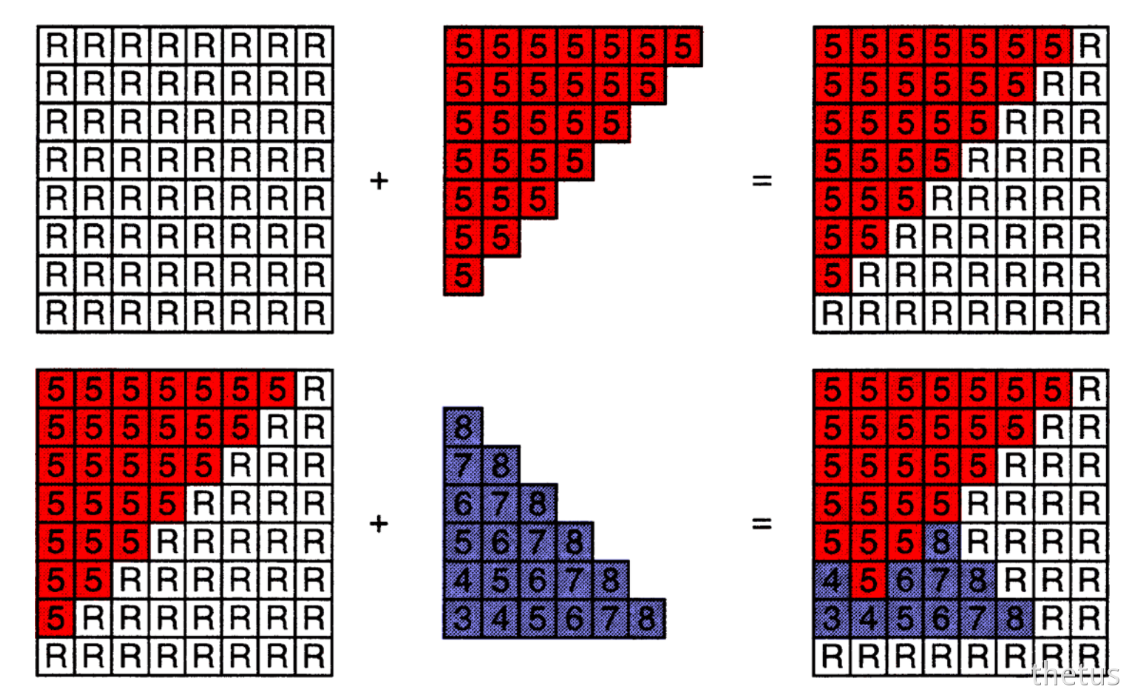 R R R R R R R R
R R R R R R R R
R R R R R R R R
R R R R R R R R
R R R R R R R R
R R R R R R R R
R R R R R R R R
R R R R R R R R
+
5 5 5 5 5 5 5
5 5 5 5 5 5
5 5 5 5 5
5 5 5 5
5 5 5
5 5
5
=
5 5 5 5 5 5 5 R
5 5 5 5 5 5 R R
5 5 5 5 5 R R R
5 5 5 5 R R R R
5 5 5 R R R R R
5 5 R R R R R R
5 R R R R R R R
R R R R R R R R
5 5 5 5 5 5 5 R
5 5 5 5 5 5 R R
5 5 5 5 5 R R R
5 5 5 5 R R R R
5 5 5 R R R R R
5 5 R R R R R R
5 R R R R R R R
R R R R R R R R
+
8
7 8
6 7 8
5 6 7 8
4 5 6 7 8
3 4 5 6 7 8
=
5 5 5 5 5 5 5 R
5 5 5 5 5 5 R R
5 5 5 5 5 R R R
5 5 5 5 R R R R
5 5 5 8 R R R R
4 5 6 7 8 R R R
3 4 5 6 7 8 R R
R R R R R R R R
thetus